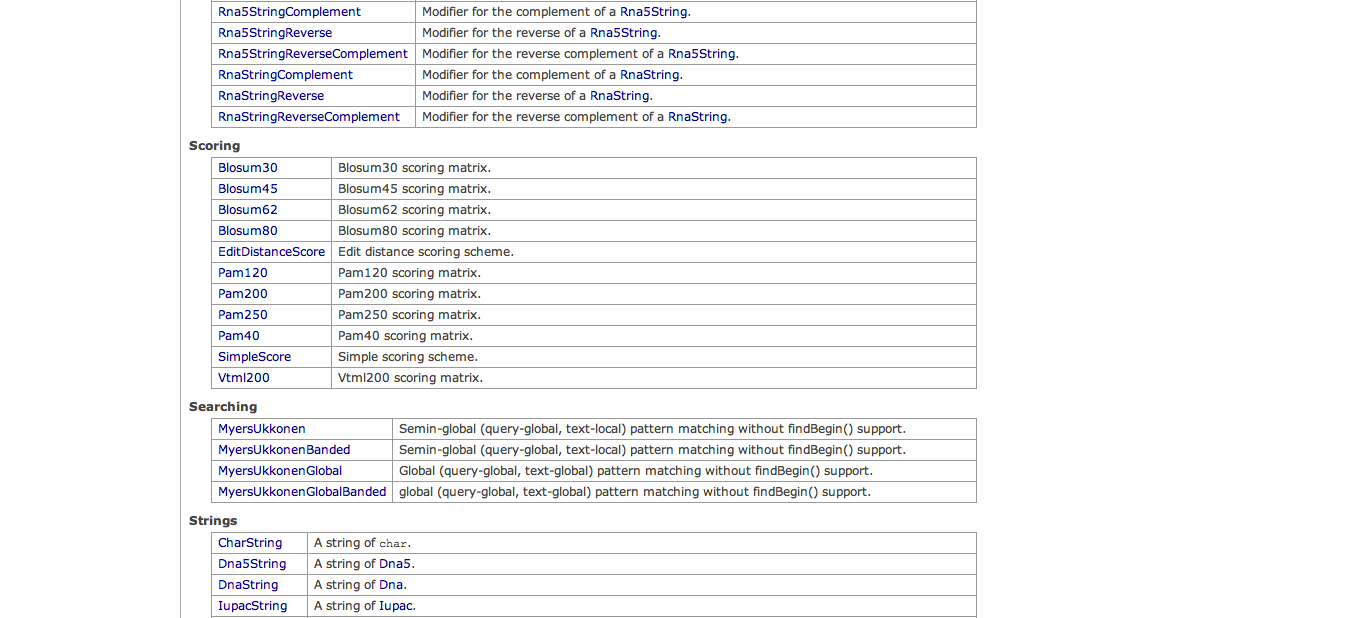 Rna5StringComplement Modifier for the complement of a Rna5String.
Rna5StringReverse Modifier for the reverse of a Rna5String.
Rna5StringReverseComplement Modifier for the reverse complement of a Rna5String.
RnaStringComplement Modifier for the complement of a RnaString.
RnaStringReverse Modifier for the reverse of a RnaString.
RnaStringReverseComplement Modifier for the reverse complement of a RnaString.
Scoring
Blosum30 Blosum30 scoring matrix.
Blosum45 Blosum45 scoring matrix.
Blosum62 Blosum62 scoring matrix.
Blosum80 Blosum80 scoring matrix.
EditDistanceScore Edit distance scoring scheme.
Pam120 Pam120 scoring matrix.
Pam200 Pam200 scoring matrix.
Pam250 Pam250 scoring matrix.
Pam40 Pam40 scoring matrix.
SimpleScore Simple scoring scheme.
Vtml200 Vtml200 scoring matrix.
Searching
MyersUkkonen Semin-global (query-global, text-local) pattern matching without findBegin() support.
MyersUkkonenBanded Semin-global (query-global, text-local) pattern matching without findBegin() support.
MyersUkkonenGlobal Global (query-global, text-global) pattern matching without findBegin() support.
MyersUkkonenGlobalBanded global (query-global, text-global) pattern matching without findBegin() support.
Strings
CharString A string of char.
Dna5String A string of Dna5.
DnaString A string of Dna.
IupacString A string of Iupac.